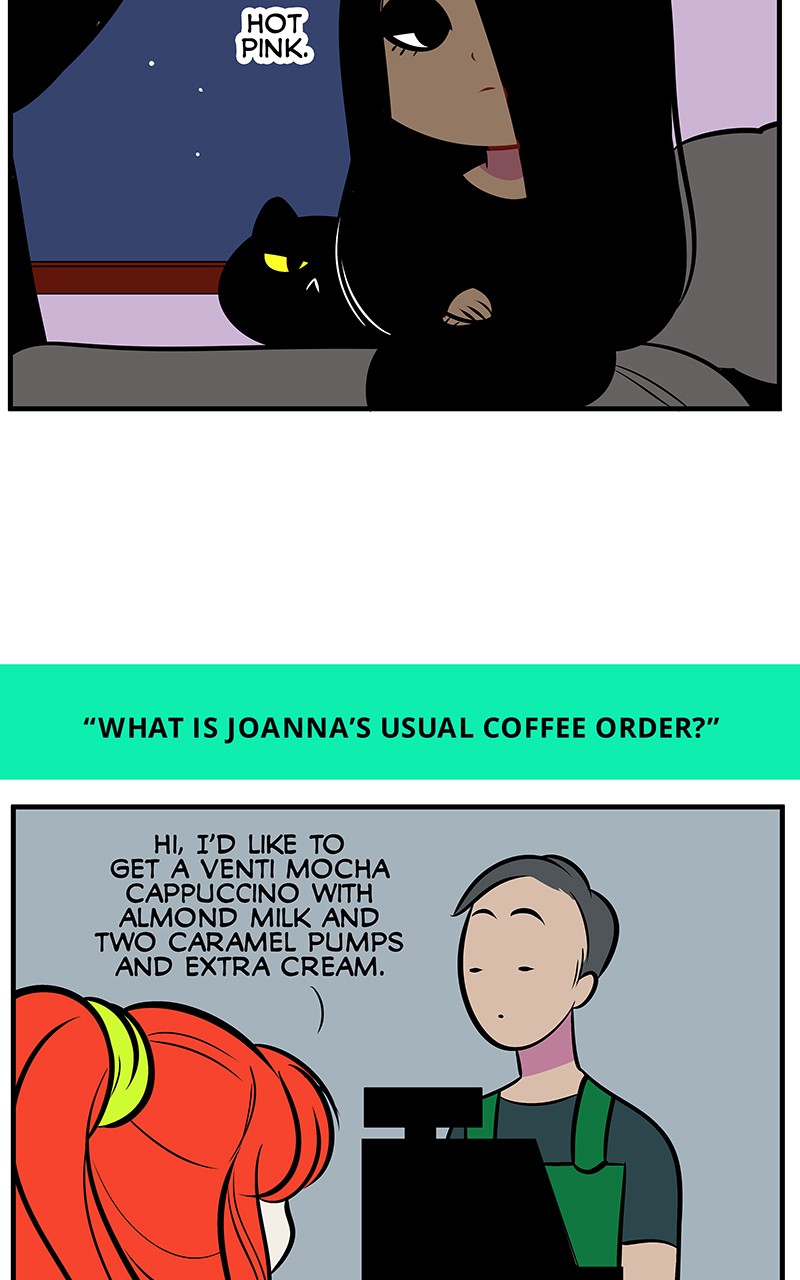 HOT
PINK.
“WHAT IS JOANNA’S USUAL COFFEE ORDER?”
HI, I’D LIKE TO
GET A VENTI MOCHA
CAPPUCCINO WITH
ALMOND MILK AND
TWO CARAMEL PUMPS
AND EXTRA CREAM.